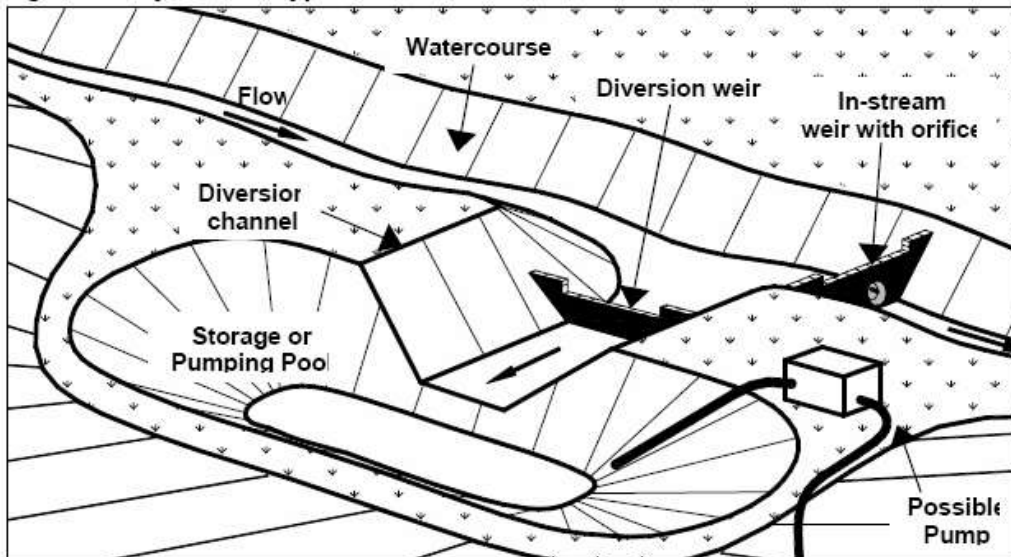 Watercourse
Flow
Diversion weir
In-stream
weir with orifice
Diversion
channel
Storage or
Pumping Pool
Possible
Pump